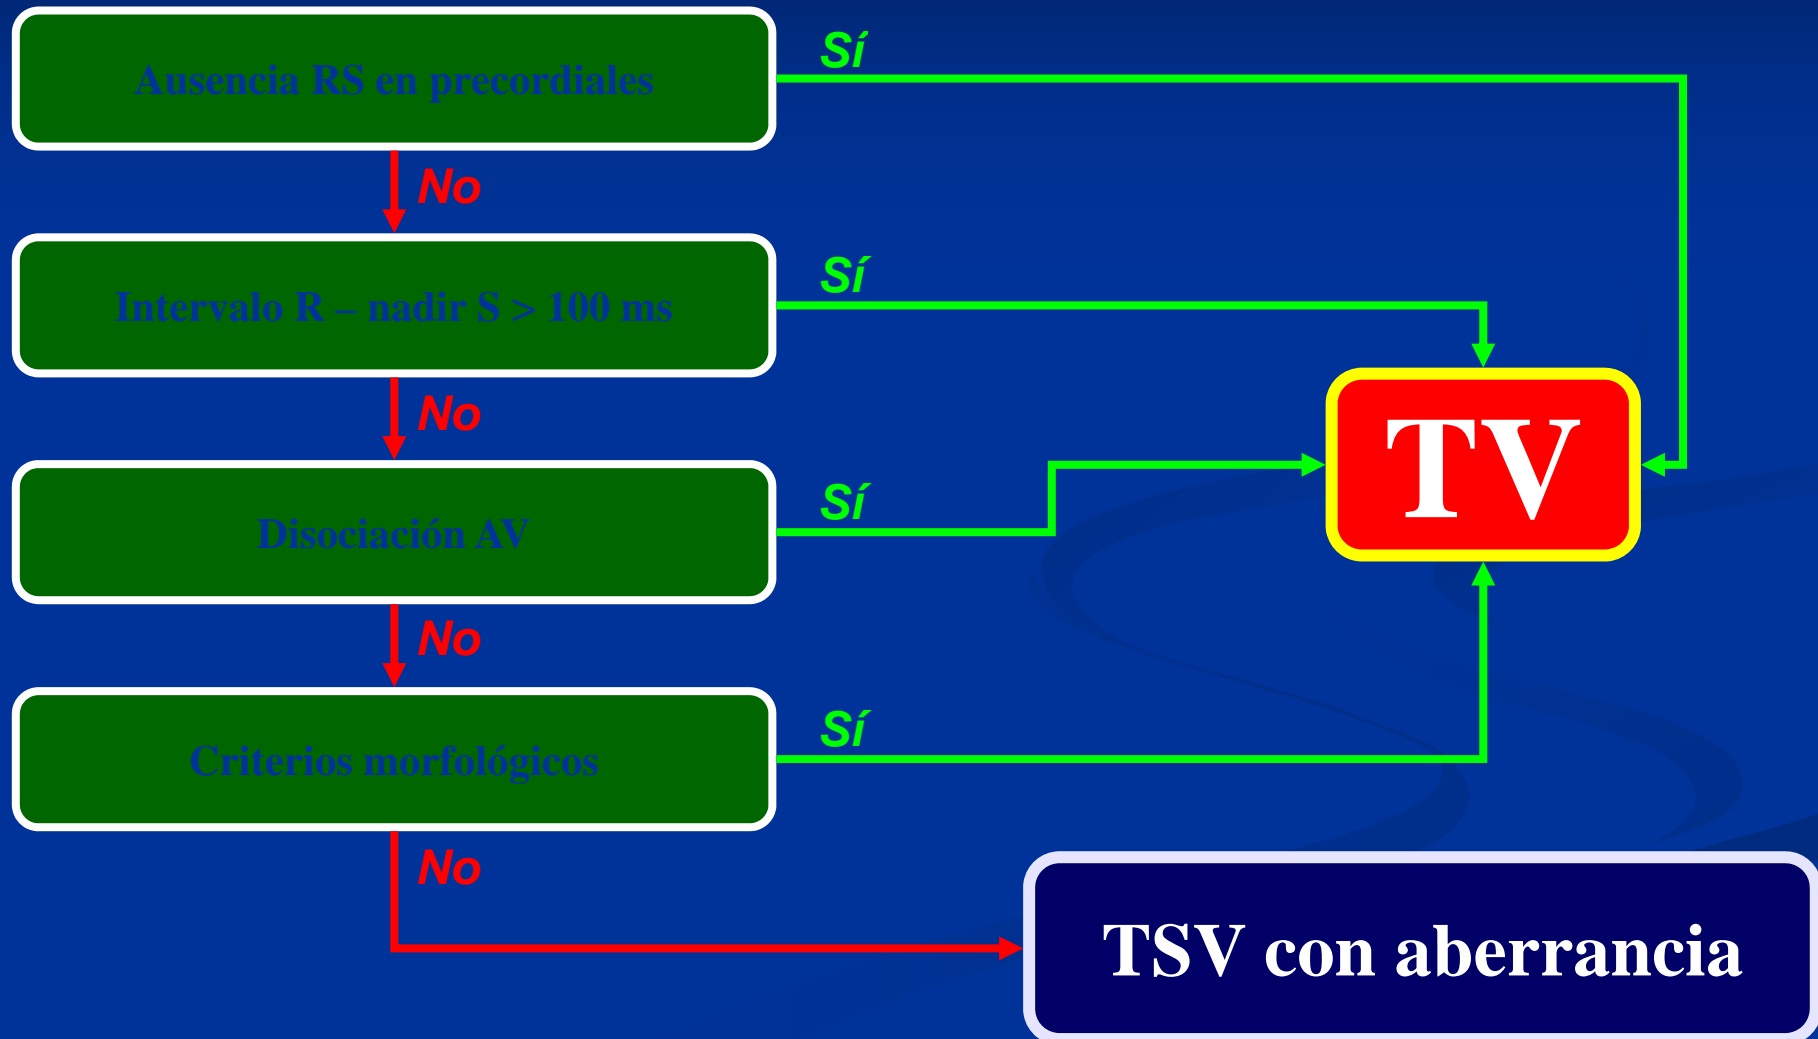 Ausencia RS en precordiales
Sí
No
Intervalo R – nadir S > 100 ms
Sí
No
Disociación AV
Sí
No
Criterios morfológicos
Sí
No
TV
TSV con aberrancia